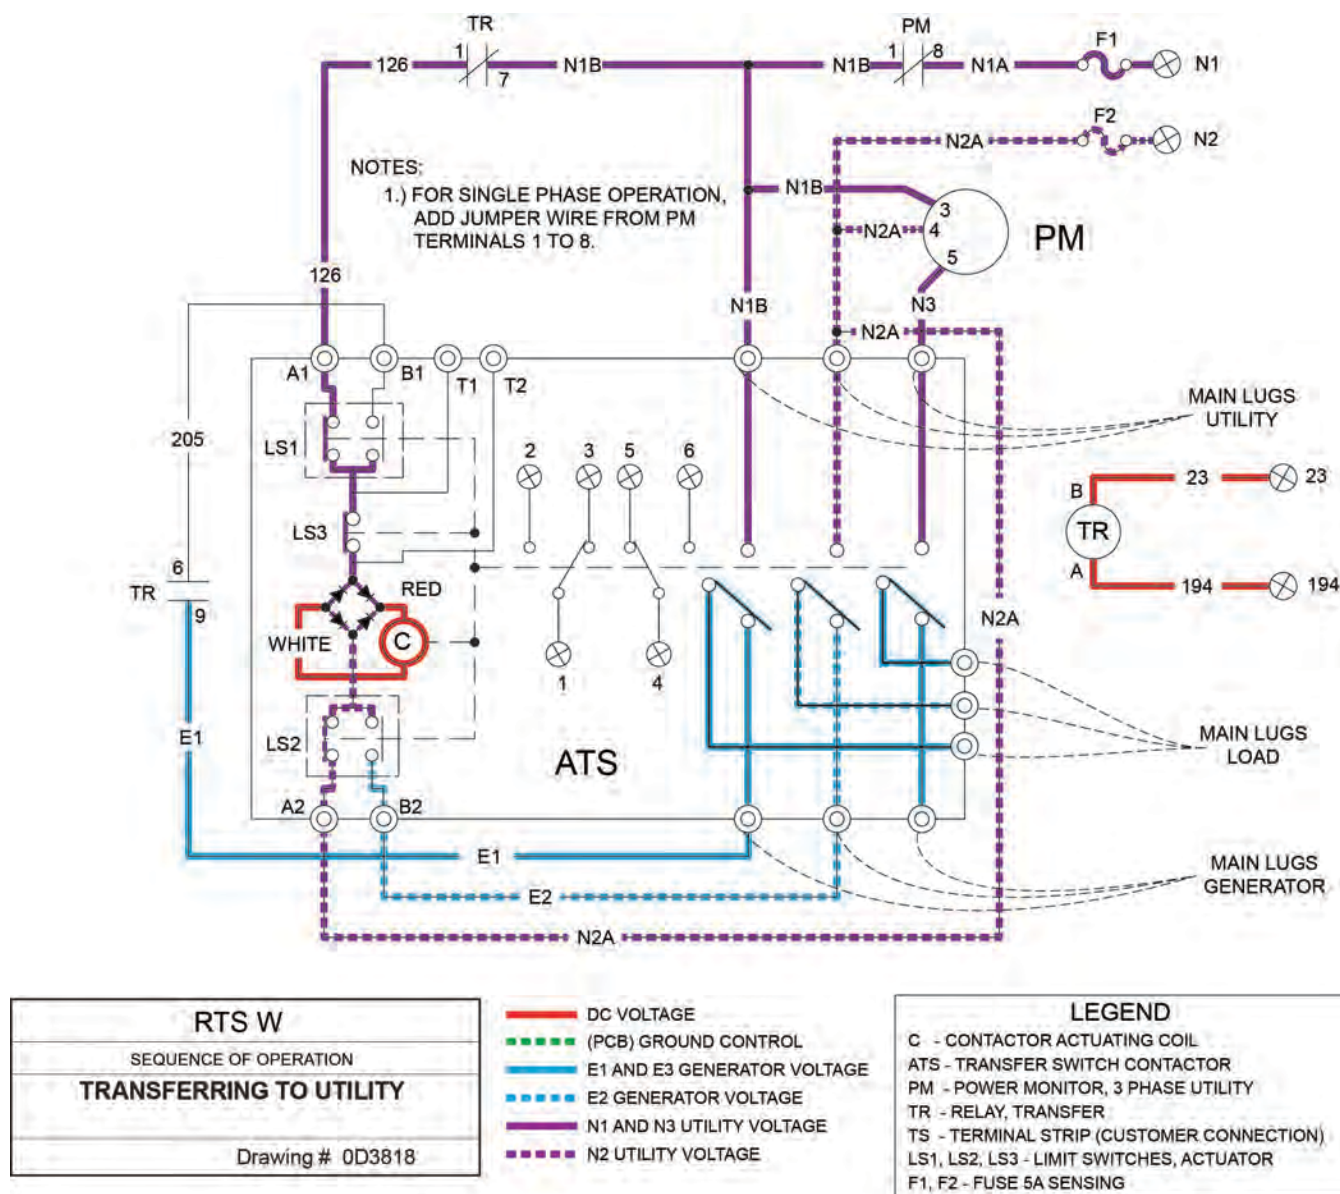 TR
PM
F1
126
1
7
N1B
N1B
1
8
N1A
N1
F2
N2A
N2
NOTES;
1.) FOR SINGLE PHASE OPERATION,
ADD JUMPER WIRE FROM PM
TERMINALS 1 TO 8.
N1B
3
N2A
4
5
PM
126
N1B
N3
N2A
A1
B1
T1
T2
MAIN LUGS
UTILITY
205
LS1
2
3
5
6
B
23
23
TR
LS3
A
194
194
6
TR
9
RED
WHITE
C
N2A
1
4
LS2
E1
ATS
MAIN LUGS
LOAD
A2
B2
E1
MAIN LUGS
GENERATOR
E2
N2A
RTS W
SEQUENCE OF OPERATION
TRANSFERRING TO UTILITY
Drawing # 0D3818
DC VOLTAGE
(PCB) GROUND CONTROL
E1 AND E3 GENERATOR VOLTAGE
E2 GENERATOR VOLTAGE
N1 AND N3 UTILITY VOLTAGE
N2 UTILITY VOLTAGE
LEGEND
C - CONTACTOR ACTUATING COIL
ATS - TRANSFER SWITCH CONTACTOR
PM - POWER MONITOR, 3 PHASE UTILITY
TR - RELAY, TRANSFER
TS - TERMINAL STRIP (CUSTOMER CONNECTION)
LS1, LS2, LS3 - LIMIT SWITCHES, ACTUATOR
F1, F2 - FUSE 5A SENSING